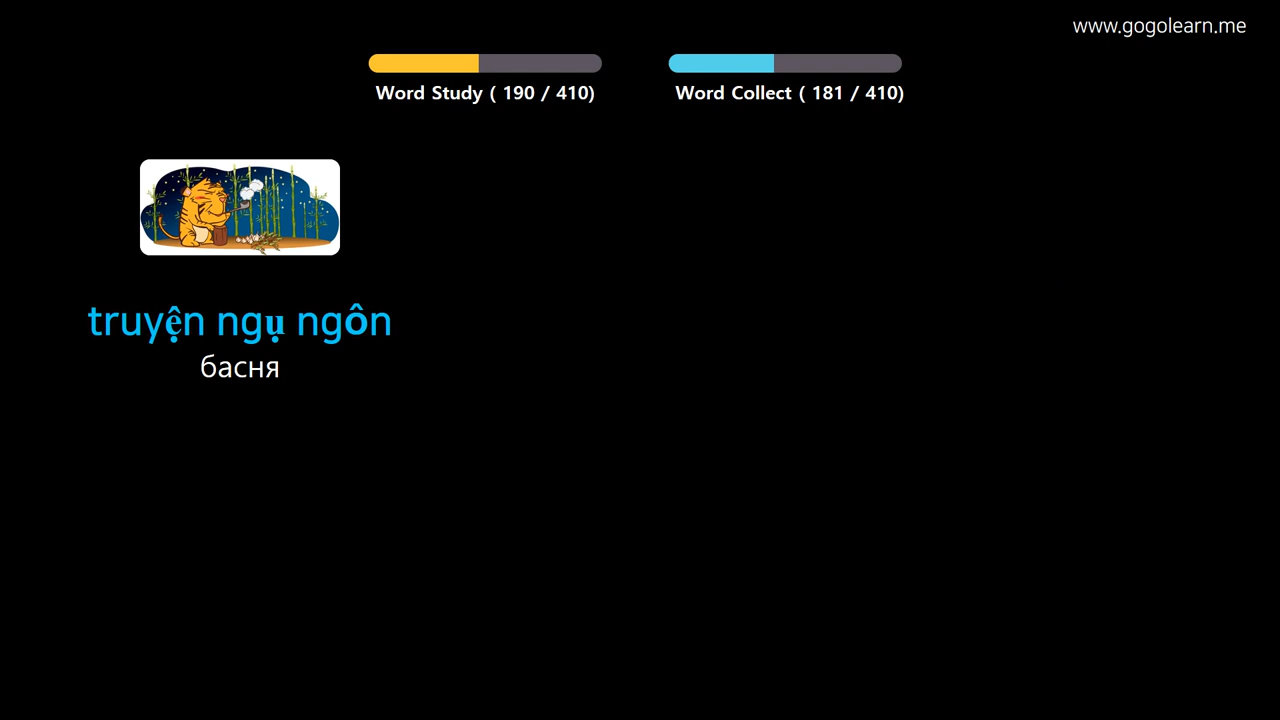 www.gogolearn.me
Word Study ( 190 / 410)
Word Collect ( 181 / 410)
truyện ngụ ngôn
басня